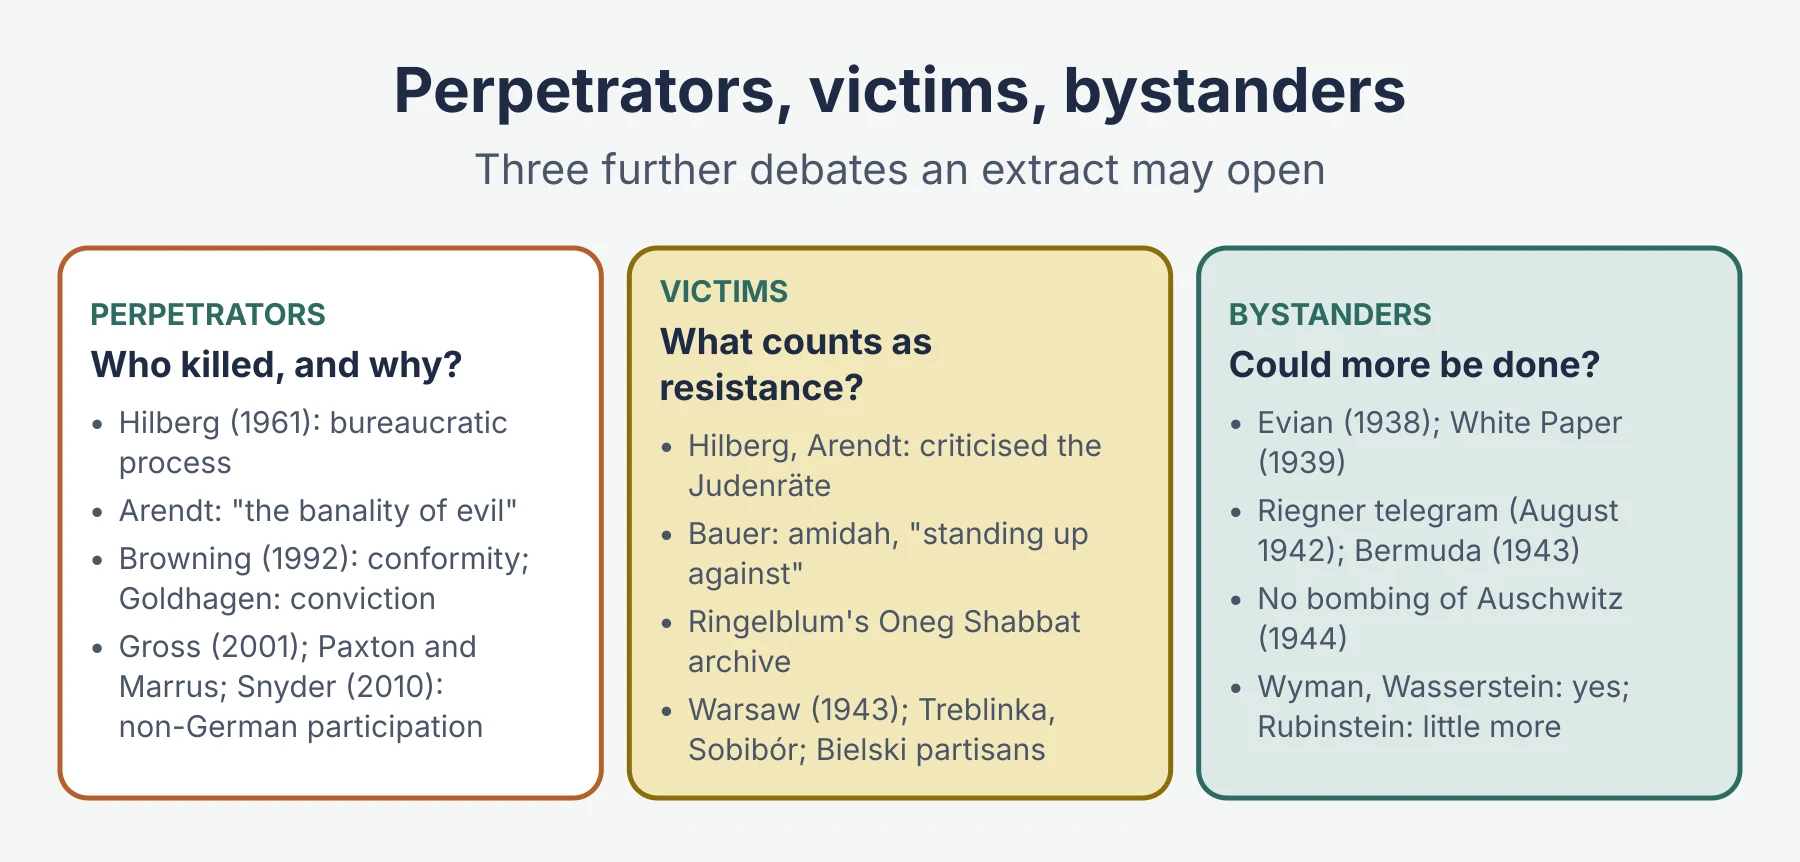 Perpetrators, victims, bystanders
Three further debates an extract may open
PERPETRATORS
Who killed, and why?
• Hilberg (1961): bureaucratic
process
• Arendt: "the banality of evil"
• Browning (1992): conformity;
Goldhagen: conviction
• Gross (2001); Paxton and
Marrus; Snyder (2010):
non-German participation
VICTIMS
What counts as
resistance?
• Hilberg, Arendt: criticised the
Judenräte
• Bauer: amidah, "standing up
against"
• Ringelblum's Oneg Shabbat
archive
• Warsaw (1943); Treblinka,
Sobibór; Bielski partisans
BYSTANDERS
Could more be done?
• Evian (1938); White Paper
(1939)
• Riegner telegram (August
1942); Bermuda (1943)
• No bombing of Auschwitz
(1944)
• Wyman, Wasserstein: yes;
Rubinstein: little more